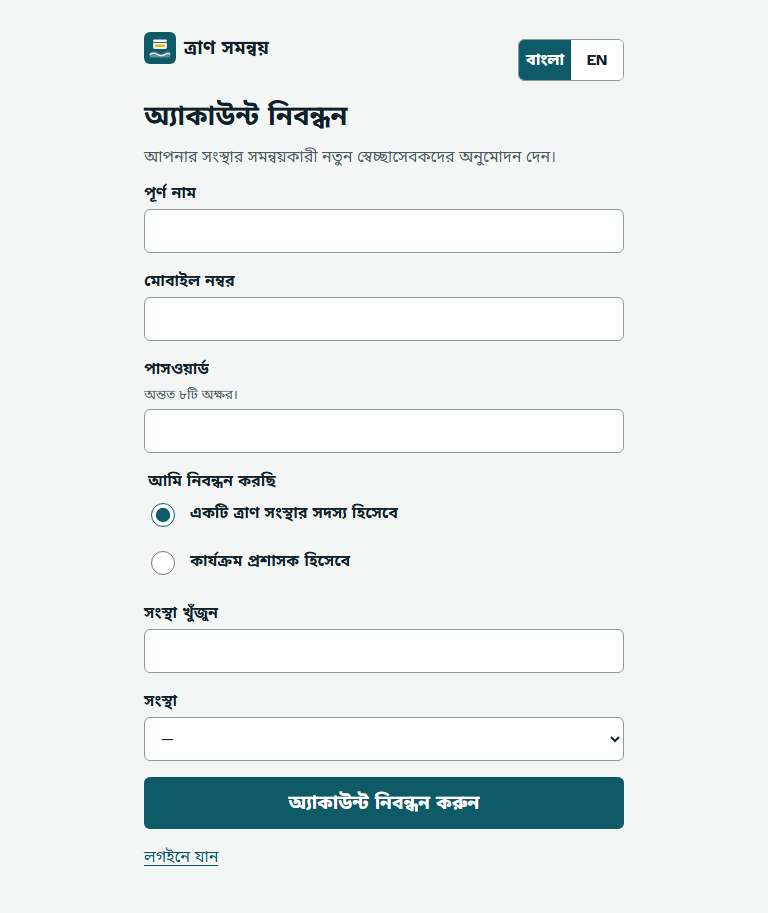 ত্রাণ সমন্বয়
বাংলা EN
অ্যাকাউন্ট নিবন্ধন
আপনার সংস্থার সমন্বয়কারী নতুন স্বেচ্ছাসেবকদের অনুমোদন দেন।
পূর্ণ নাম
মোবাইল নম্বর
পাসওয়ার্ড
অন্তত ৮টি অক্ষর।
আমি নিবন্ধন করছি
একটি ত্রাণ সংস্থার সদস্য হিসেবে
কার্যক্রম প্রশাসক হিসেবে
সংস্থা খুঁজুন
সংস্থা
—
অ্যাকাউন্ট নিবন্ধন করুন
লগইনে যান